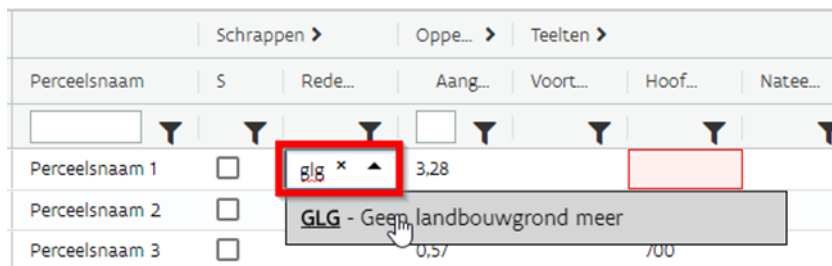 Schrappen > Oppe... > Teelten >
Perceelsnaam S Rede... Aang... Voort... Hoof... Natee...
Perceelsnaam 1 glg × 3,28
Perceelsnaam 2 GLG - Geen landbouwgrond meer
Perceelsnaam 3 0,57 700